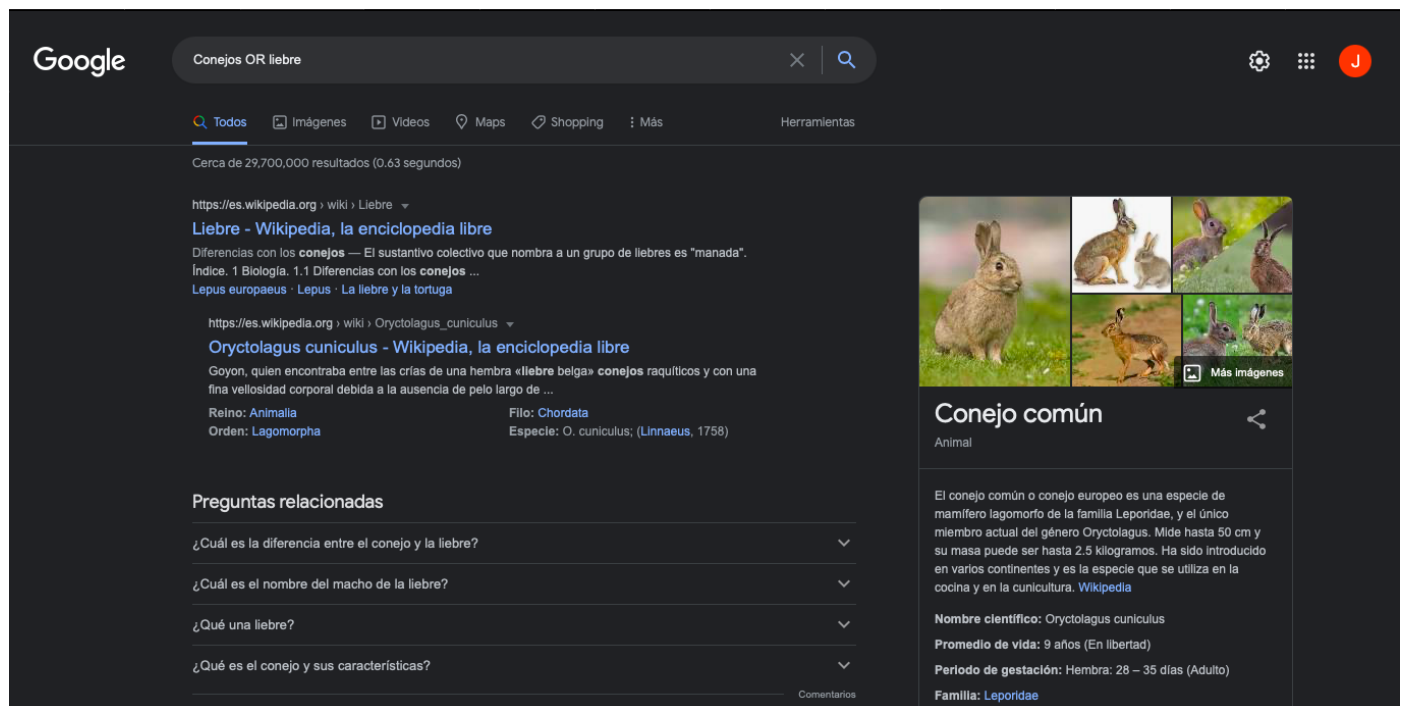 Google
Conejos OR liebre
J
Todos
Imágenes
Videos
Maps
Shopping
Más
Herramientas
Cerca de 29,700,000 resultados (0.63 segundos)
https://es.wikipedia.org › wiki › Liebre
Liebre - Wikipedia, la enciclopedia libre
Diferencias con los conejos — El sustantivo colectivo que nombra a un grupo de liebres es "manada".
Índice. 1 Biología. 1.1 Diferencias con los conejos ...
Lepus europaeus · Lepus · La liebre y la tortuga
https://es.wikipedia.org › wiki › Oryctolagus_cuniculus
Oryctolagus cuniculus - Wikipedia, la enciclopedia libre
Goyon, quien encontraba entre las crías de una hembra «liebre belga» conejos raquíticos y con una
fina vellosidad corporal debida a la ausencia de pelo largo de ...
Reino: Animalia
Filo: Chordata
Orden: Lagomorpha
Especie: O. cuniculus; (Linnaeus, 1758)
Preguntas relacionadas
¿Cuál es la diferencia entre el conejo y la liebre?
¿Cuál es el nombre del macho de la liebre?
¿Qué una liebre?
¿Qué es el conejo y sus características?
Comentarios
Más imágenes
Conejo común
Animal
El conejo común o conejo europeo es una especie de
mamífero lagomorfo de la familia Leporidae, y el único
miembro actual del género Oryctolagus. Mide hasta 50 cm y
su masa puede ser hasta 2.5 kilogramos. Ha sido introducido
en varios continentes y es la especie que se utiliza en la
cocina y en la cunicultura. Wikipedia
Nombre científico: Oryctolagus cuniculus
Promedio de vida: 9 años (En libertad)
Periodo de gestación: Hembra: 28 – 35 días (Adulto)
Familia: Leporidae